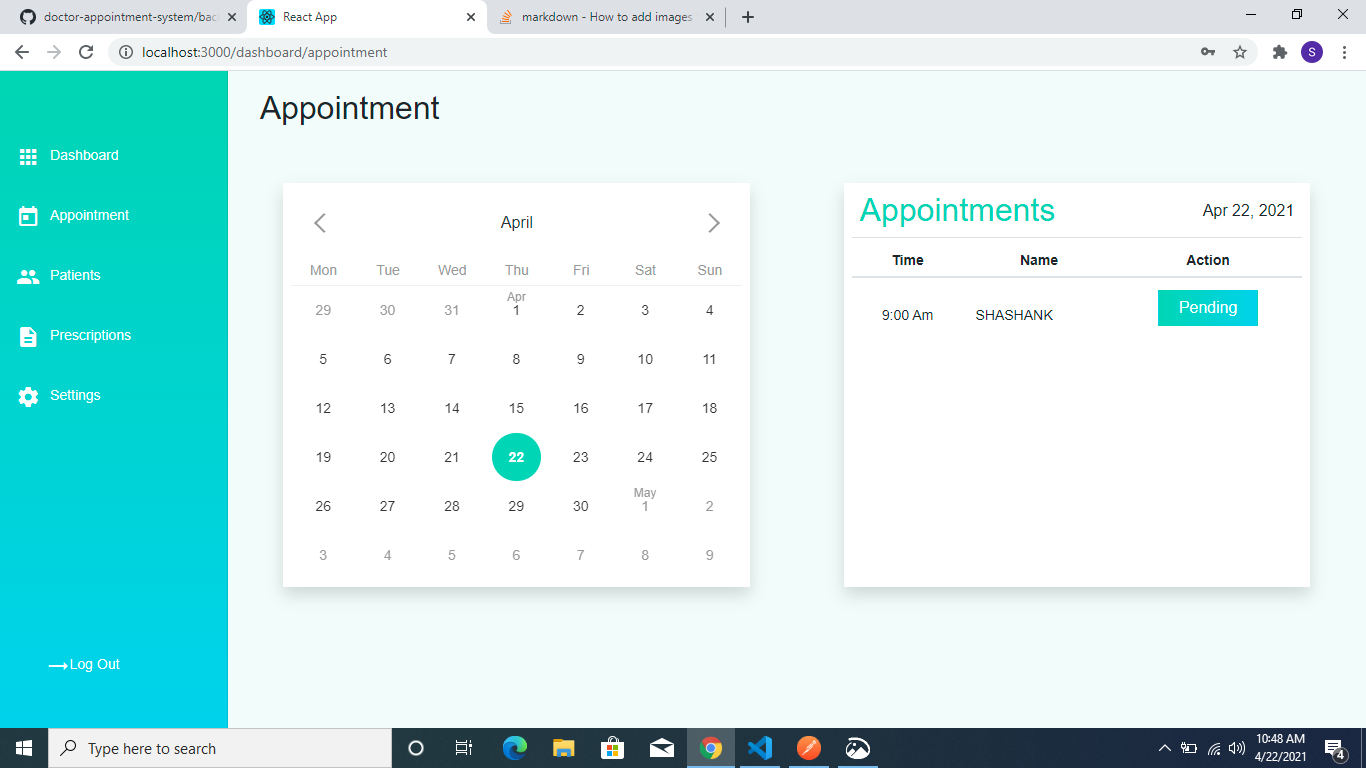 doctor-appointment-system/bac
React App
markdown - How to add images
localhost:3000/dashboard/appointment
S
Appointment
Dashboard
Appointment
Patients
Prescriptions
Settings
Log Out
April
Mon Tue Wed Thu Fri Sat Sun
Apr
29 30 31 1 2 3 4
5 6 7 8 9 10 11
12 13 14 15 16 17 18
19 20 21 22 23 24 25
May
26 27 28 29 30 1 2
3 4 5 6 7 8 9
Appointments Apr 22, 2021
Time Name Action
9:00 Am SHASHANK Pending
Type here to search
10:48 AM
4/22/2021
4